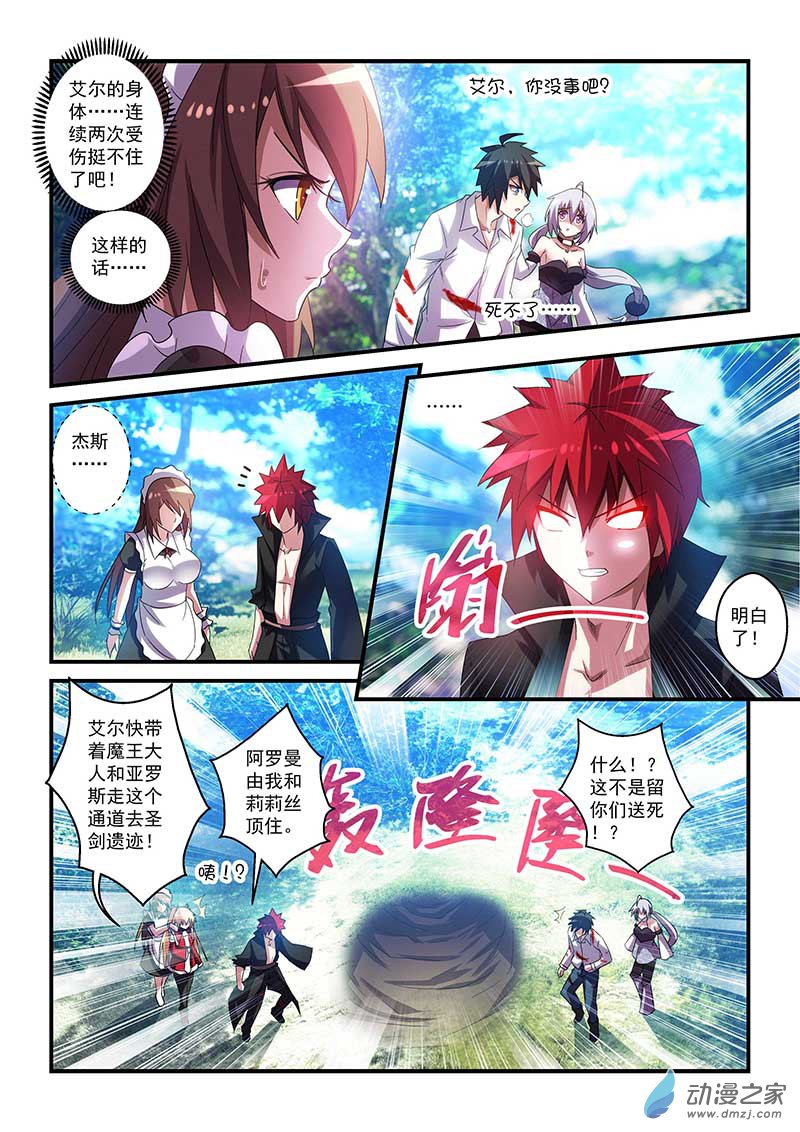 艾尔的身
体……连
续两次受
伤挺不住
了吧！
这样的
话……
艾尔，你没事吧？
死不了……
杰斯
……
……
明白
了！
艾尔快带
着魔王大
人和亚罗
斯走这个
通道去圣
剑遗迹！
咦！？
阿罗曼
由我和
莉莉丝
顶住。
轰隆
什么！？
这不是留
你们送死
！？
动漫之家
www.dmzj.com